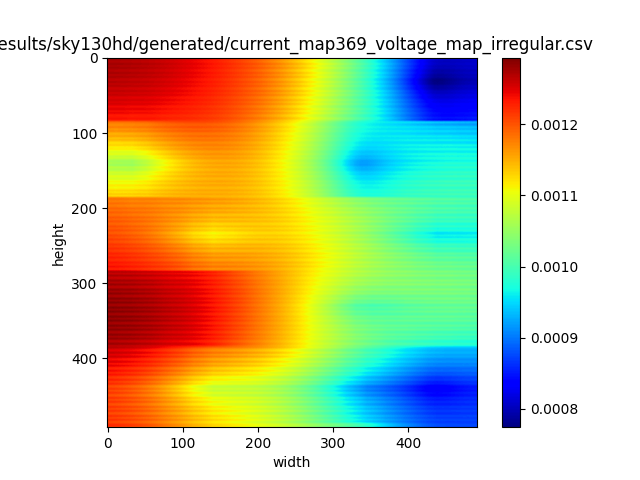 esults/sky130hd/generated/current_map369_voltage_map_irregular.csv
0
100
200
300
400
height
0 100 200 300 400
width
0.0012
0.0011
0.0010
0.0009
0.0008